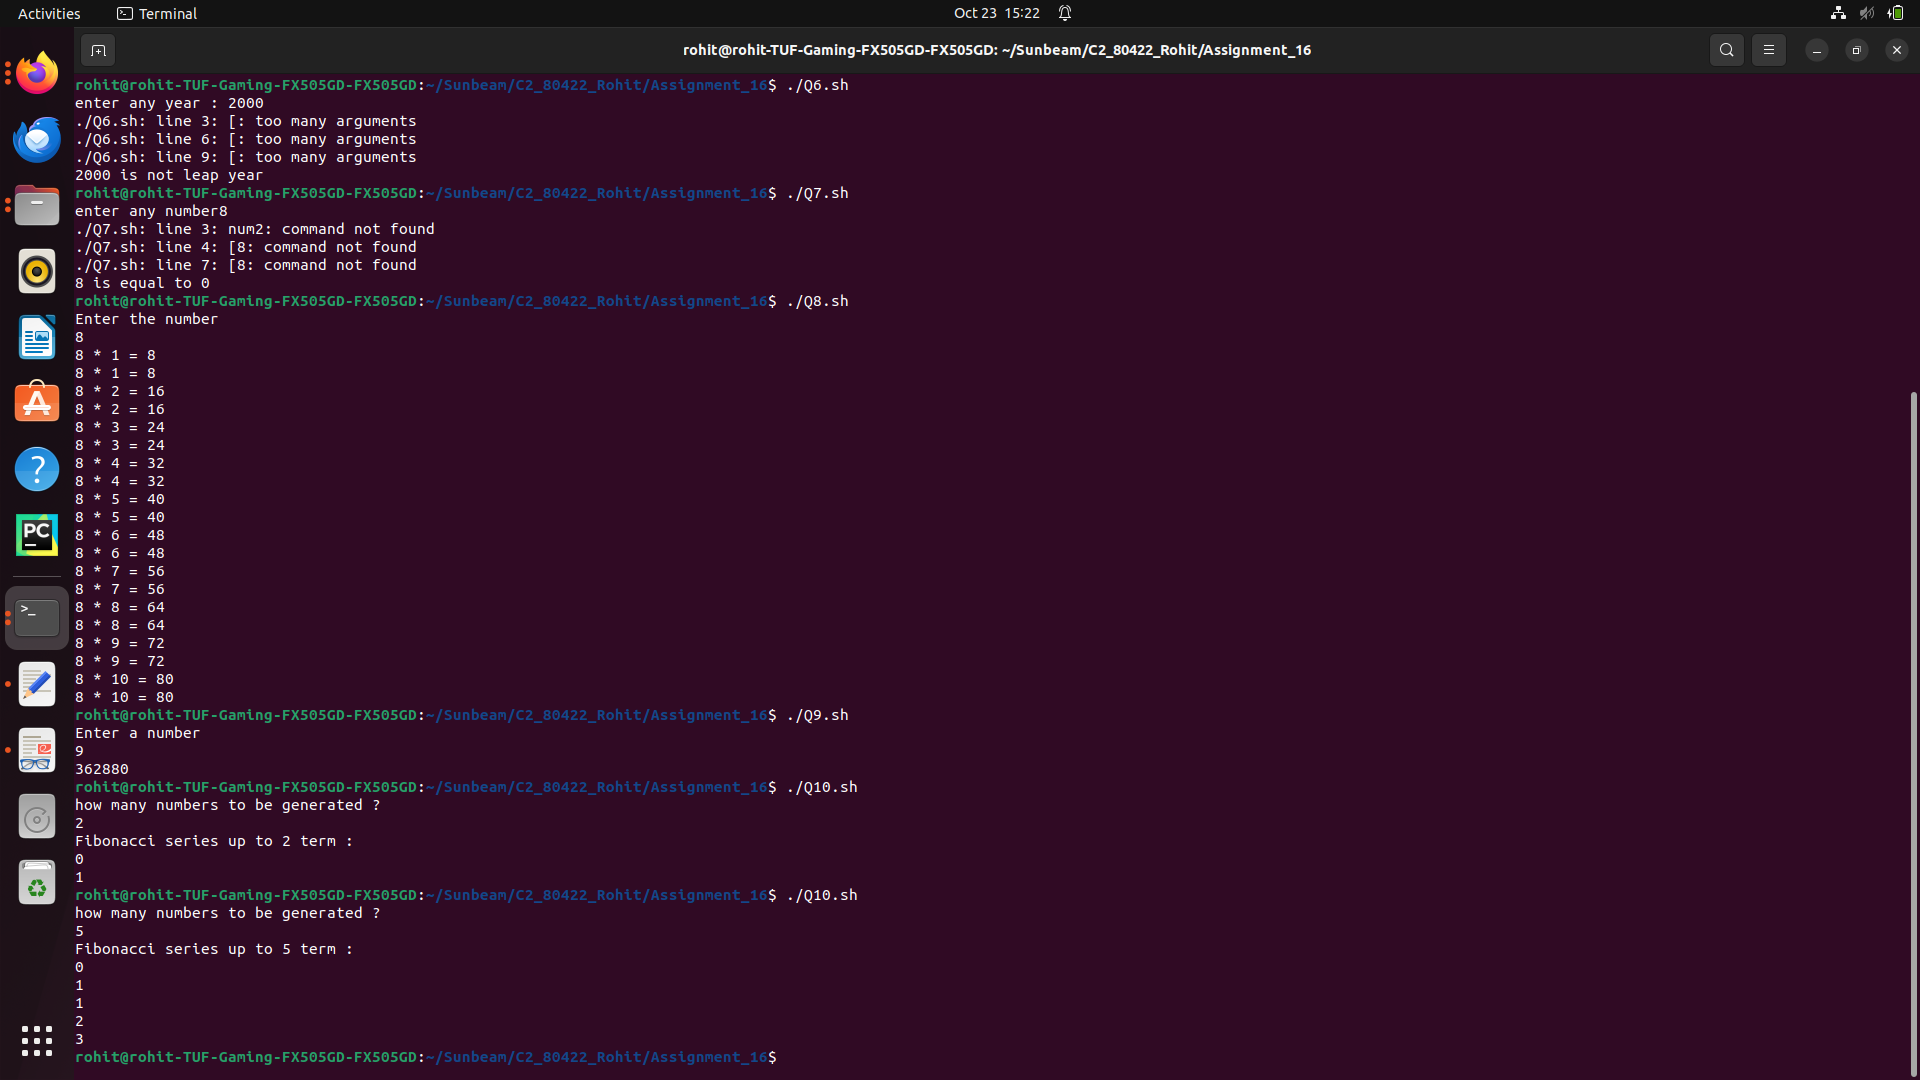 Activities
Terminal
Oct 23 15:22
rohit@rohit-TUF-Gaming-FX505GD-FX505GD: ~/Sunbeam/C2_80422_Rohit/Assignment_16
rohit@rohit-TUF-Gaming-FX505GD-FX505GD:~/Sunbeam/C2_80422_Rohit/Assignment_16$ ./Q6.sh
enter any year : 2000
./Q6.sh: line 3: [: too many arguments
./Q6.sh: line 6: [: too many arguments
./Q6.sh: line 9: [: too many arguments
2000 is not leap year
rohit@rohit-TUF-Gaming-FX505GD-FX505GD:~/Sunbeam/C2_80422_Rohit/Assignment_16$ ./Q7.sh
enter any number8
./Q7.sh: line 3: num2: command not found
./Q7.sh: line 4: [8: command not found
./Q7.sh: line 7: [8: command not found
8 is equal to 0
rohit@rohit-TUF-Gaming-FX505GD-FX505GD:~/Sunbeam/C2_80422_Rohit/Assignment_16$ ./Q8.sh
Enter the number
8
8 * 1 = 8
8 * 1 = 8
8 * 2 = 16
8 * 2 = 16
8 * 3 = 24
8 * 3 = 24
8 * 4 = 32
8 * 4 = 32
8 * 5 = 40
8 * 5 = 40
8 * 6 = 48
8 * 6 = 48
8 * 7 = 56
8 * 7 = 56
8 * 8 = 64
8 * 8 = 64
8 * 9 = 72
8 * 9 = 72
8 * 10 = 80
8 * 10 = 80
rohit@rohit-TUF-Gaming-FX505GD-FX505GD:~/Sunbeam/C2_80422_Rohit/Assignment_16$ ./Q9.sh
Enter a number
9
362880
rohit@rohit-TUF-Gaming-FX505GD-FX505GD:~/Sunbeam/C2_80422_Rohit/Assignment_16$ ./Q10.sh
how many numbers to be generated ?
2
Fibonacci series up to 2 term :
0
1
rohit@rohit-TUF-Gaming-FX505GD-FX505GD:~/Sunbeam/C2_80422_Rohit/Assignment_16$ ./Q10.sh
how many numbers to be generated ?
5
Fibonacci series up to 5 term :
0
1
1
2
3
rohit@rohit-TUF-Gaming-FX505GD-FX505GD:~/Sunbeam/C2_80422_Rohit/Assignment_16$
PC